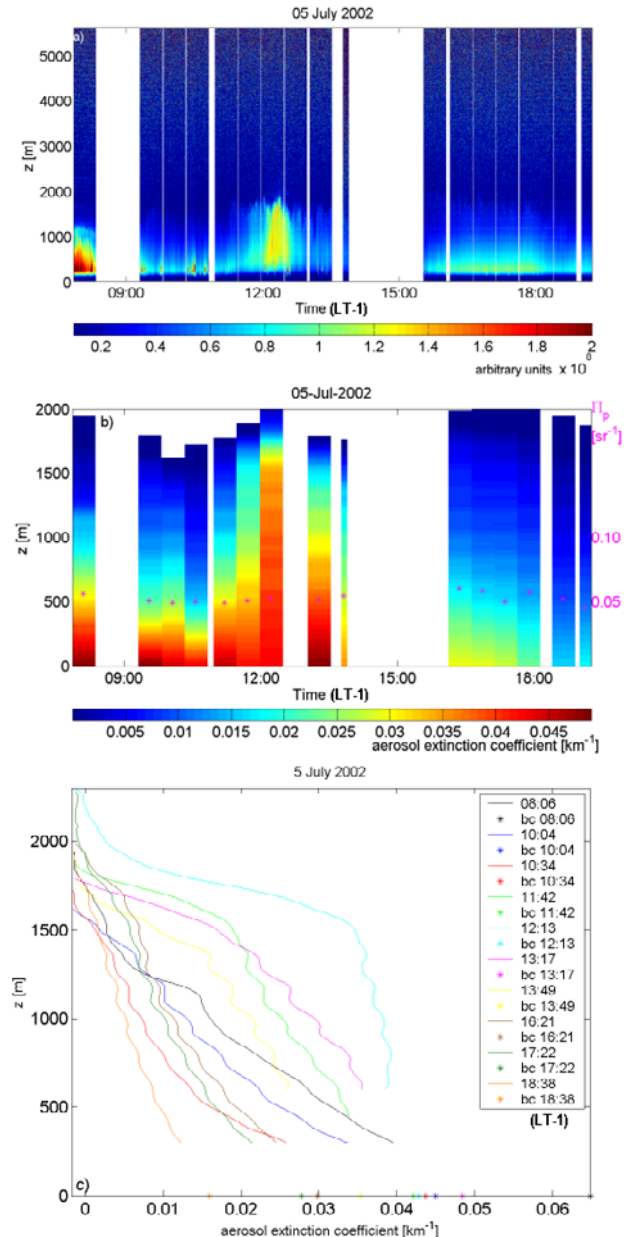 05 July 2002
a)
5000
4000
3000
2000
1000
0
z [m]
09:00 12:00 15:00 18:00
Time (LT-1)
0.2 0.4 0.6 0.8 1 1.2 1.4 1.6 1.8 2
arbitrary units x 10
05-Jul-2002
b)
2000
1500
1000
500
0
z [m]
Π_p
[sr⁻¹]
0.10
0.05
09:00 12:00 15:00 18:00
Time (LT-1)
0.005 0.01 0.015 0.02 0.025 0.03 0.035 0.04 0.045
aerosol extinction coefficient [km⁻¹]
5 July 2002
2000
1500
1000
500
0
z [m]
c)
08:06
bc 08:06
10:04
bc 10:04
10:34
bc 10:34
11:42
bc 11:42
12:13
bc 12:13
13:17
bc 13:17
13:49
bc 13:49
16:21
bc 16:21
17:22
bc 17:22
18:38
bc 18:38
(LT-1)
0 0.01 0.02 0.03 0.04 0.05 0.06
aerosol extinction coefficient [km⁻¹]